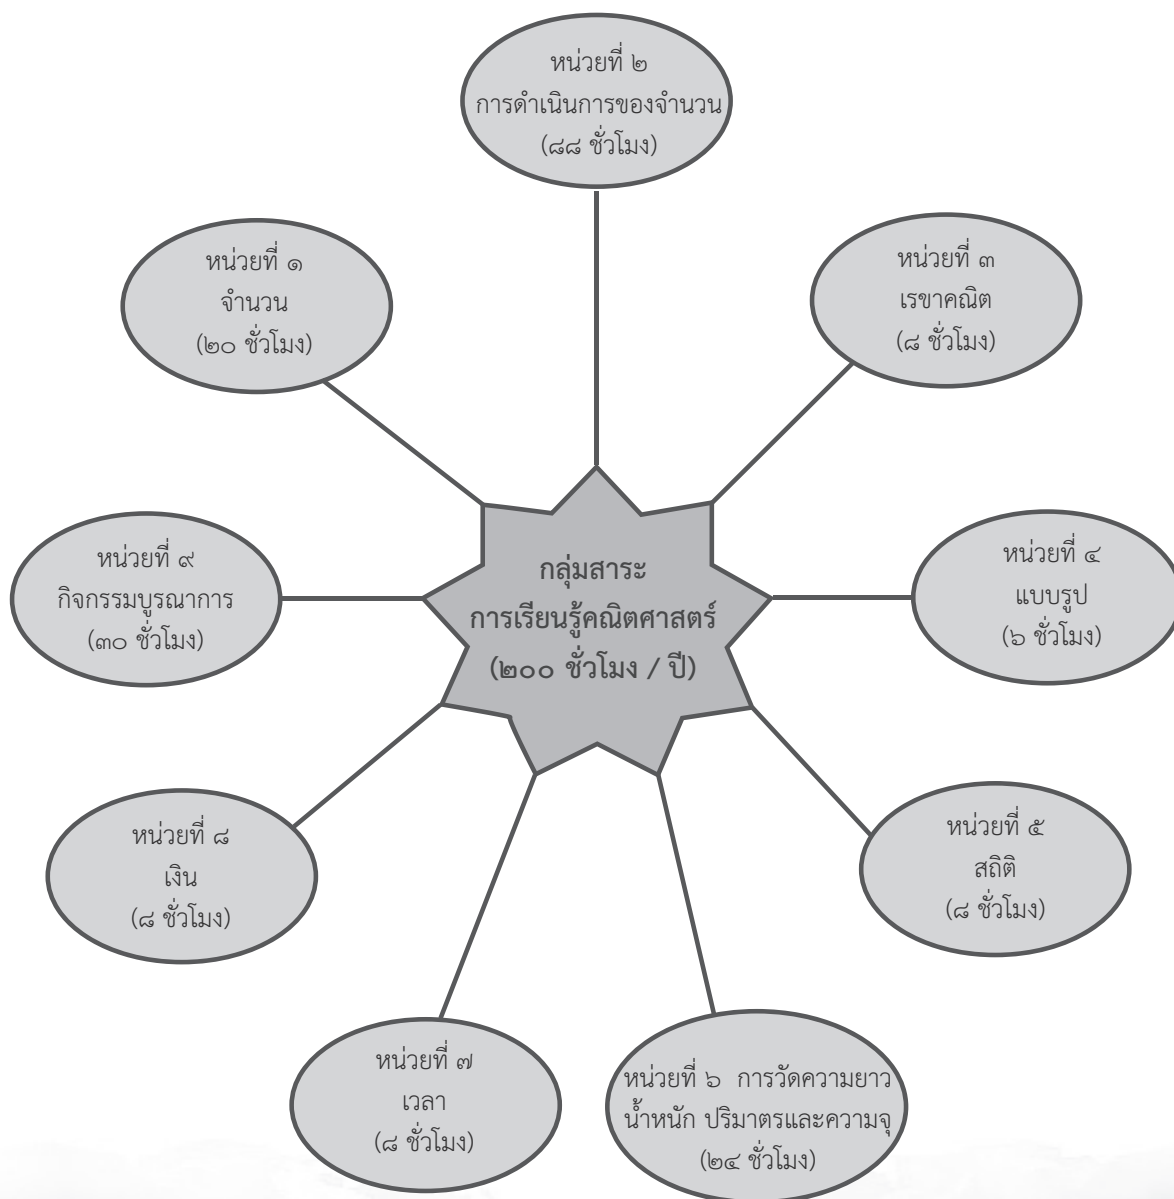 หน่วยที่ ๒
การดำเนินการของจำนวน
(๘๘ ชั่วโมง)
หน่วยที่ ๑
จำนวน
(๒๐ ชั่วโมง)
หน่วยที่ ๓
เรขาคณิต
(๘ ชั่วโมง)
หน่วยที่ ๙
กิจกรรมบูรณาการ
(๓๐ ชั่วโมง)
กลุ่มสาระ
การเรียนรู้คณิตศาสตร์
(๒๐๐ ชั่วโมง / ปี)
หน่วยที่ ๔
แบบรูป
(๖ ชั่วโมง)
หน่วยที่ ๘
เงิน
(๘ ชั่วโมง)
หน่วยที่ ๕
สถิติ
(๘ ชั่วโมง)
หน่วยที่ ๗
เวลา
(๘ ชั่วโมง)
หน่วยที่ ๖ การวัดความยาว
น้ำหนัก ปริมาตรและความจุ
(๒๔ ชั่วโมง)